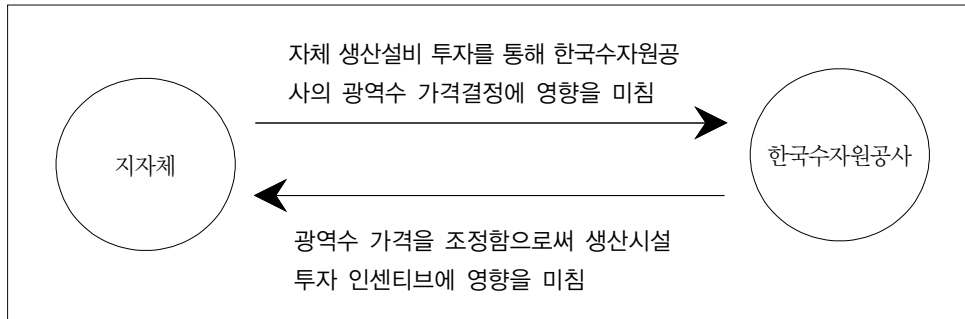 자체 생산설비 투자를 통해 한국수자원공
사의 광역수 가격결정에 영향을 미침
지자체
한국수자원공사
광역수 가격을 조정함으로써 생산시설
투자 인센티브에 영향을 미침